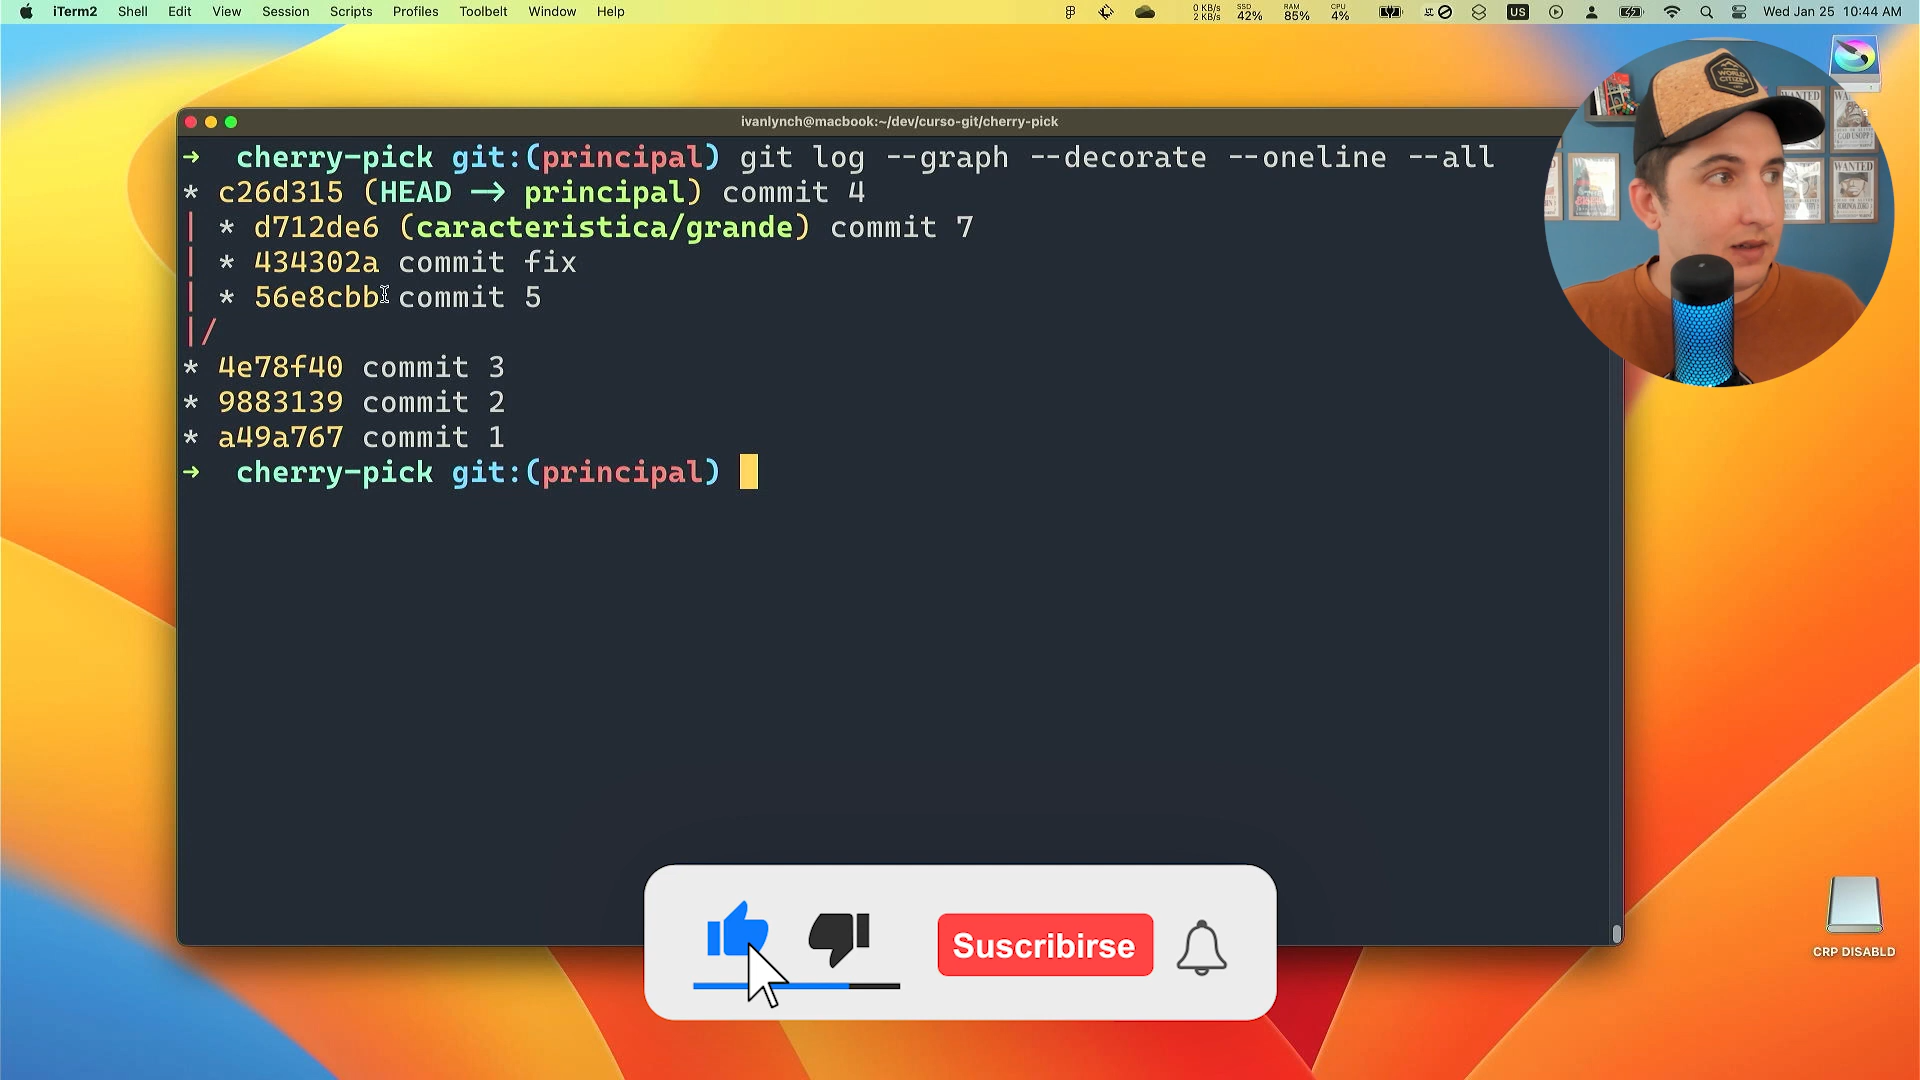 iTerm2 Shell Edit View Session Scripts Profiles Toolbelt Window Help 0 KB/s 2 KB/s SSD 42% RAM 85% CPU 4% US Wed Jan 25 10:44 AM
WORLD CITIZEN
WANTED
WANTED
ivanlynch@macbook:~/dev/curso-git/cherry-pick
→ cherry-pick git:(principal) git log --graph --decorate --oneline --all
* c26d315 (HEAD -> principal) commit 4
| * d712de6 (caracteristica/grande) commit 7
| * 434302a commit fix
| * 56e8cbb commit 5
|/
* 4e78f40 commit 3
* 9883139 commit 2
* a49a767 commit 1
→ cherry-pick git:(principal)
Suscribirse
CRP DISABLD